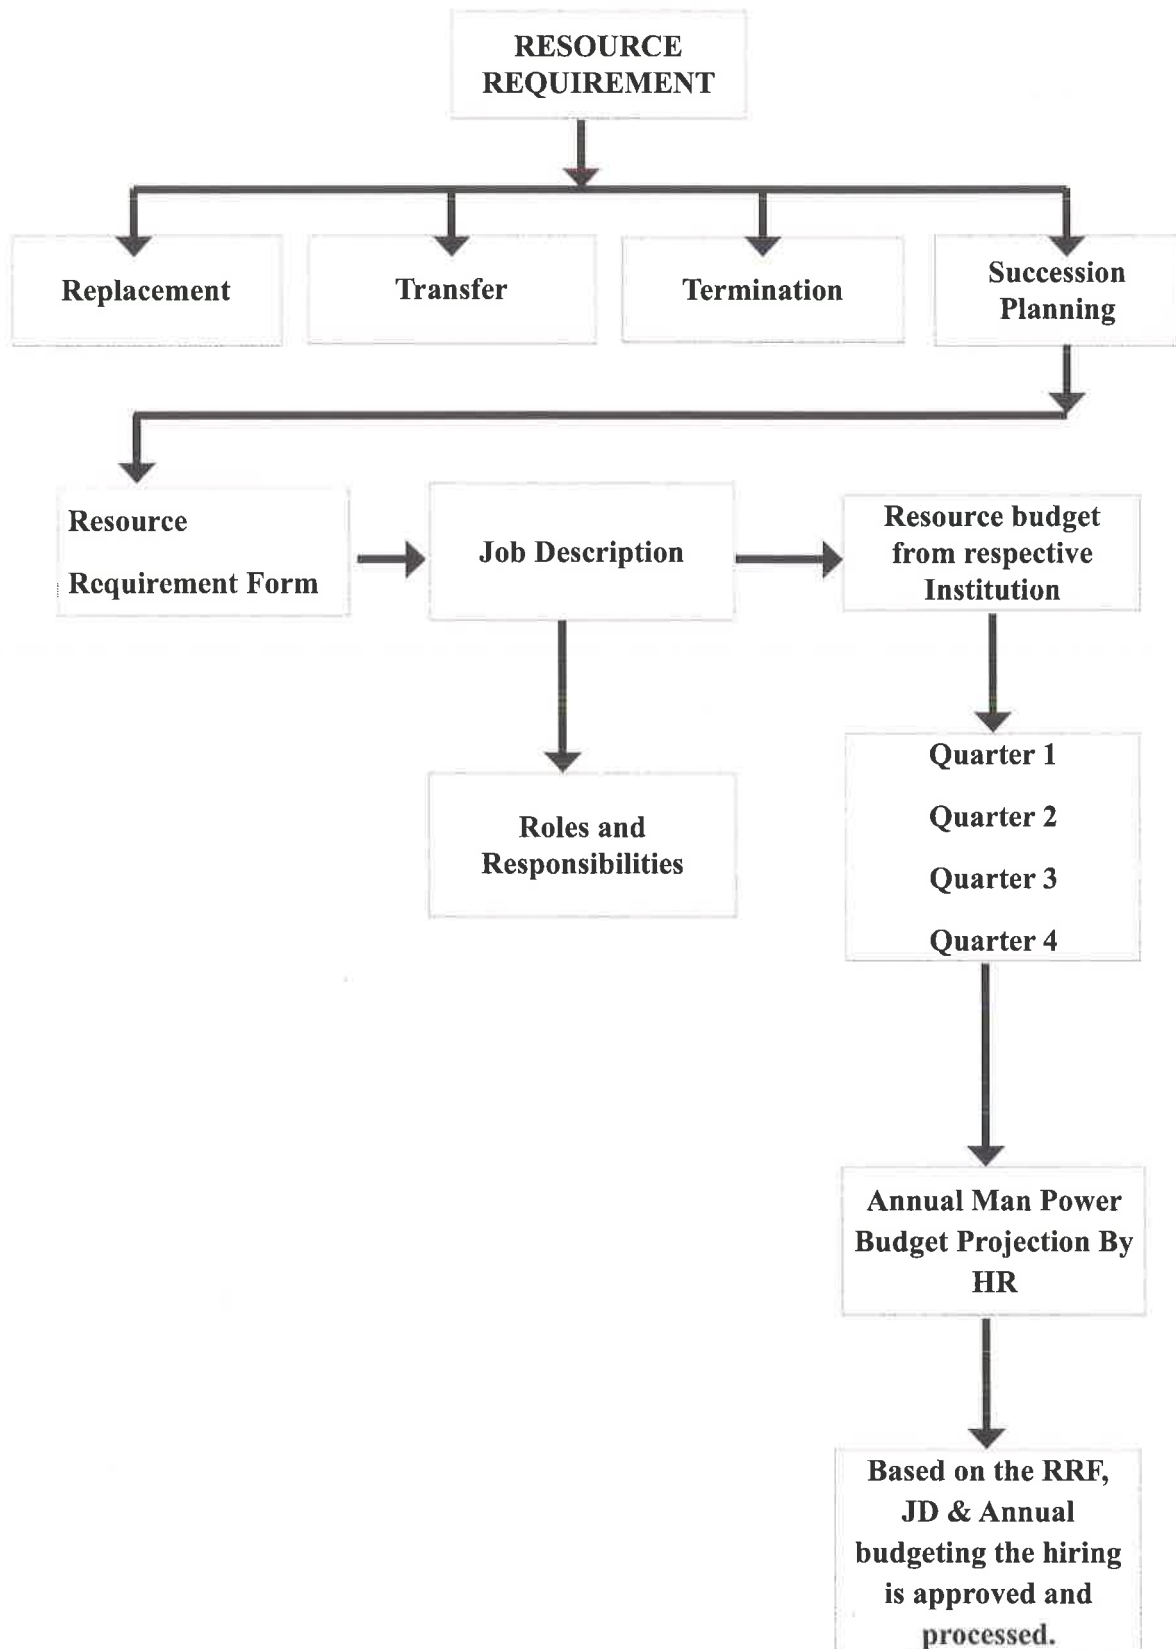 RESOURCE
REQUIREMENT
Replacement
Transfer
Termination
Succession
Planning
Resource
Requirement Form
Job Description
Resource budget
from respective
Institution
Roles and
Responsibilities
Quarter 1
Quarter 2
Quarter 3
Quarter 4
Annual Man Power
Budget Projection By
HR
Based on the RRF,
JD & Annual
budgeting the hiring
is approved and
processed.